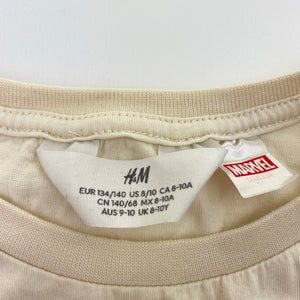 H&M
EUR 134/140 US 8/10 CA 8-10A
CN 140/68 MX 8-10A
AUS 9-10 UK 8-10Y
MARVEL